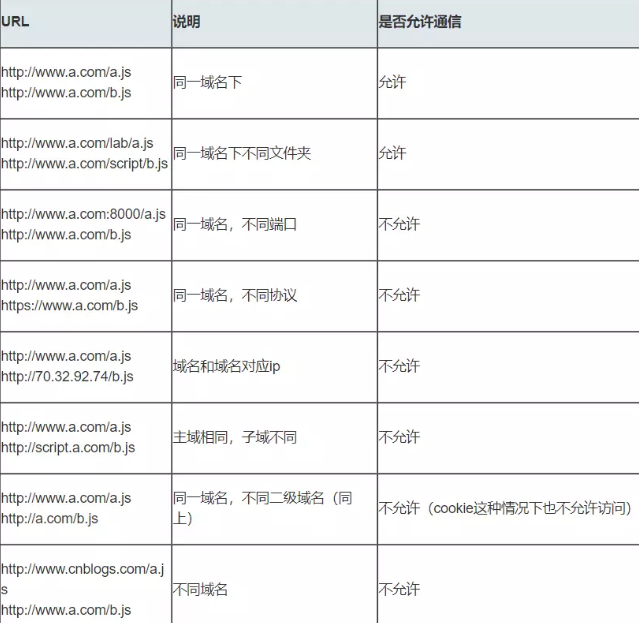 URL 说明 是否允许通信
http://www.a.com/a.js
http://www.a.com/b.js
同一域名下
允许
http://www.a.com/lab/a.js
http://www.a.com/script/b.js
同一域名下不同文件夹
允许
http://www.a.com:8000/a.js
http://www.a.com/b.js
同一域名，不同端口
不允许
http://www.a.com/a.js
https://www.a.com/b.js
同一域名，不同协议
不允许
http://www.a.com/a.js
http://70.32.92.74/b.js
域名和域名对应ip
不允许
http://www.a.com/a.js
http://script.a.com/b.js
主域相同，子域不同
不允许
http://www.a.com/a.js
http://a.com/b.js
同一域名，不同二级域名（同
上）
不允许（cookie这种情况下也不允许访问）
http://www.cnblogs.com/a.j
s
http://www.a.com/b.js
不同域名
不允许